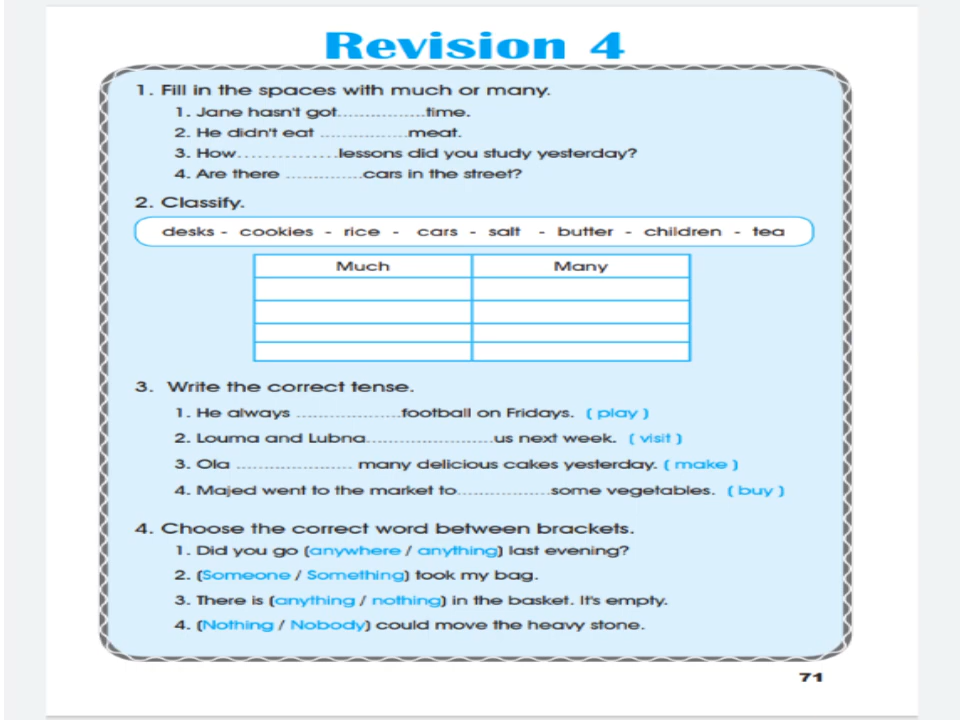 Revision 4
1. Fill in the spaces with much or many.
1. Jane hasn't got...............time.
2. He didn't eat ...............meat.
3. How...............lessons did you study yesterday?
4. Are there .............cars in the street?
2. Classify.
desks - cookies - rice - cars - salt - butter - children - tea
Much Many
3. Write the correct tense.
1. He always ..................football on Fridays. ( play )
2. Louma and Lubna......................us next week. ( visit )
3. Ola .................... many delicious cakes yesterday. ( make )
4. Majed went to the market to................some vegetables. ( buy )
4. Choose the correct word between brackets.
1. Did you go (anywhere / anything) last evening?
2. (Someone / Something) took my bag.
3. There is (anything / nothing) in the basket. It's empty.
4. (Nothing / Nobody) could move the heavy stone.
71